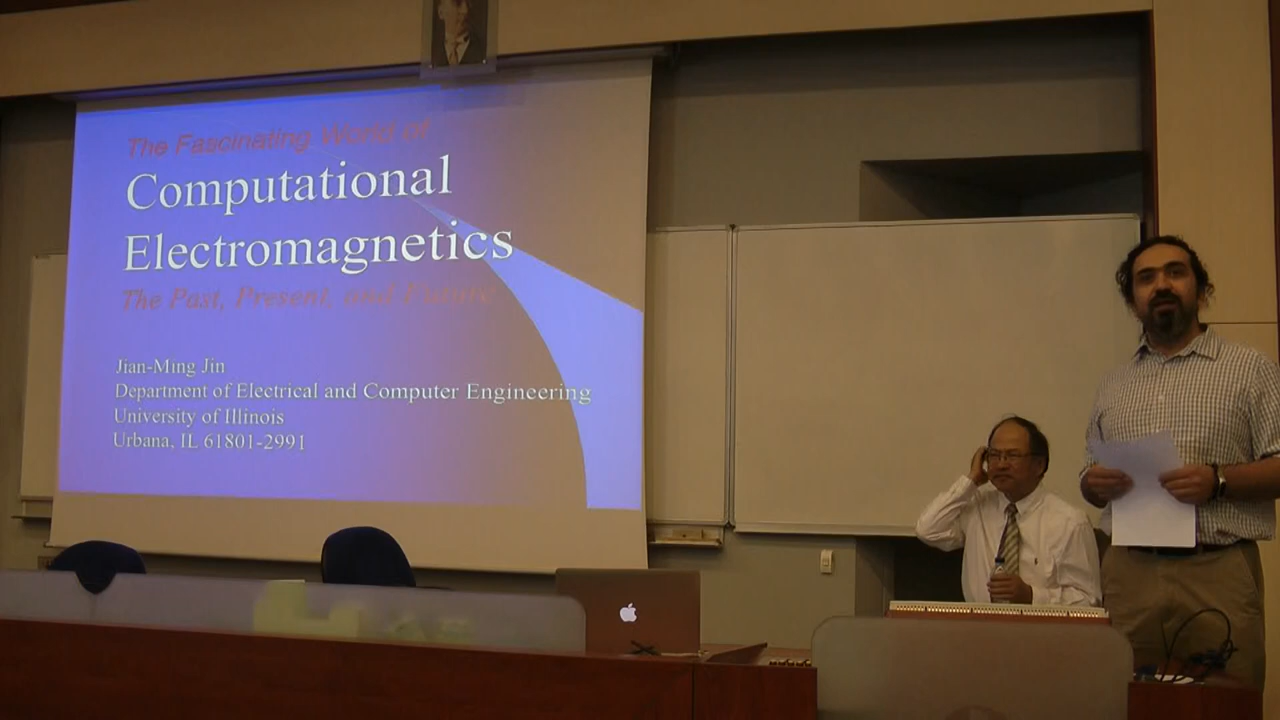 The Fascinating World of
Computational
Electromagnetics
The Past, Present, and Future
Jian-Ming Jin
Department of Electrical and Computer Engineering
University of Illinois
Urbana, IL 61801-2991